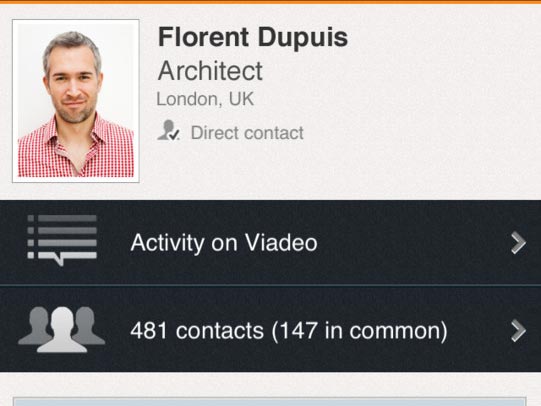 Florent Dupuis
Architect
London, UK
Direct contact
Activity on Viadeo
481 contacts (147 in common)